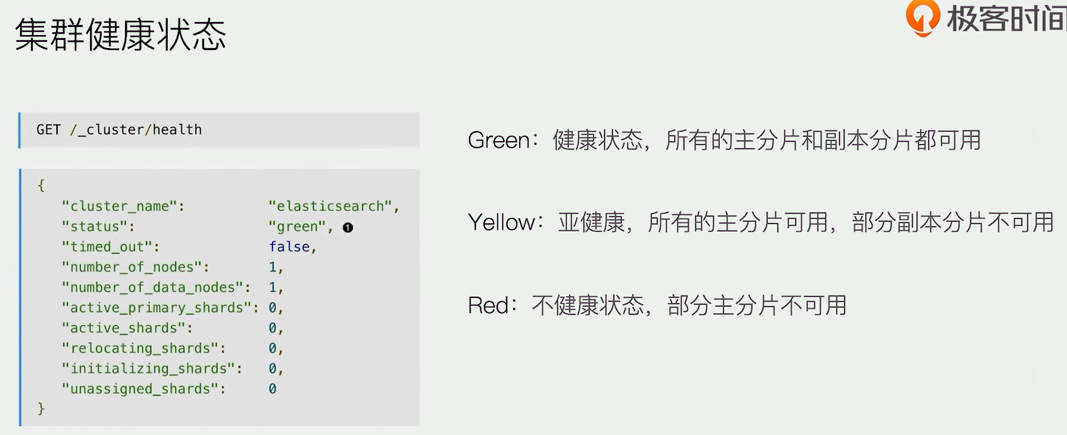 集群健康状态
极客时间
GET /_cluster/health
{
"cluster_name": "elasticsearch",
"status": "green", ❶
"timed_out": false,
"number_of_nodes": 1,
"number_of_data_nodes": 1,
"active_primary_shards": 0,
"active_shards": 0,
"relocating_shards": 0,
"initializing_shards": 0,
"unassigned_shards": 0
}
Green：健康状态，所有的主分片和副本分片都可用
Yellow：亚健康，所有的主分片可用，部分副本分片不可用
Red：不健康状态，部分主分片不可用